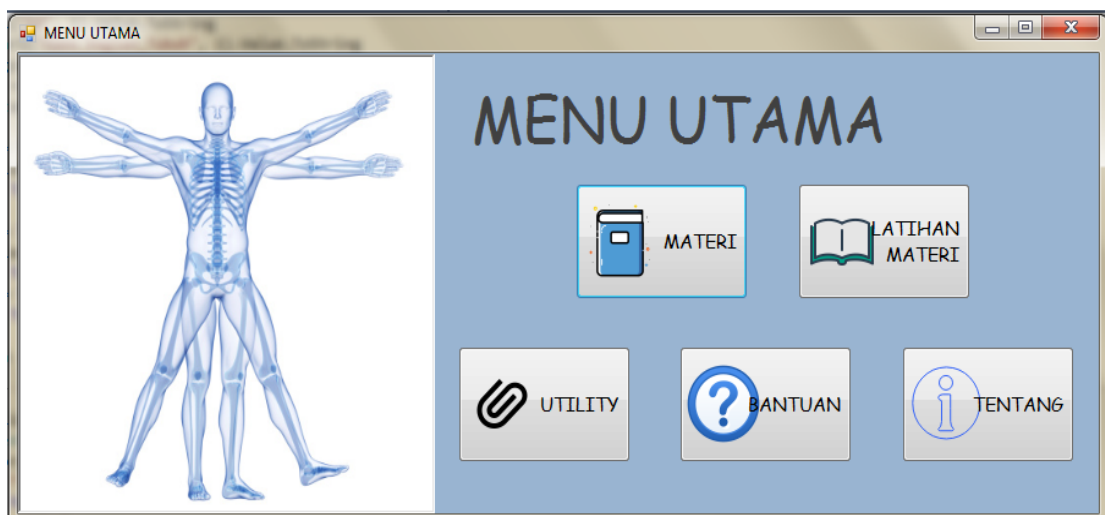 MENU UTAMA
MENU UTAMA
MATERI
LATIHAN
MATERI
UTILITY
BANTUAN
TENTANG